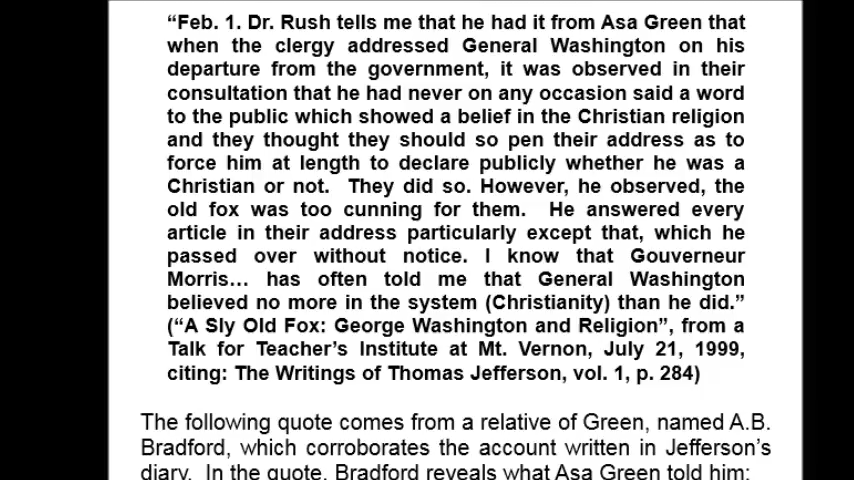 “Feb. 1. Dr. Rush tells me that he had it from Asa Green that
when the clergy addressed General Washington on his
departure from the government, it was observed in their
consultation that he had never on any occasion said a word
to the public which showed a belief in the Christian religion
and they thought they should so pen their address as to
force him at length to declare publicly whether he was a
Christian or not.  They did so. However, he observed, the
old fox was too cunning for them.  He answered every
article in their address particularly except that, which he
passed over without notice. I know that Gouverneur
Morris… has often told me that General Washington
believed no more in the system (Christianity) than he did.”
(“A Sly Old Fox: George Washington and Religion”, from a
Talk for Teacher’s Institute at Mt. Vernon, July 21, 1999,
citing: The Writings of Thomas Jefferson, vol. 1, p. 284)
The following quote comes from a relative of Green, named A.B.
Bradford, which corroborates the account written in Jefferson’s
diary.  In the quote, Bradford reveals what Asa Green told him: